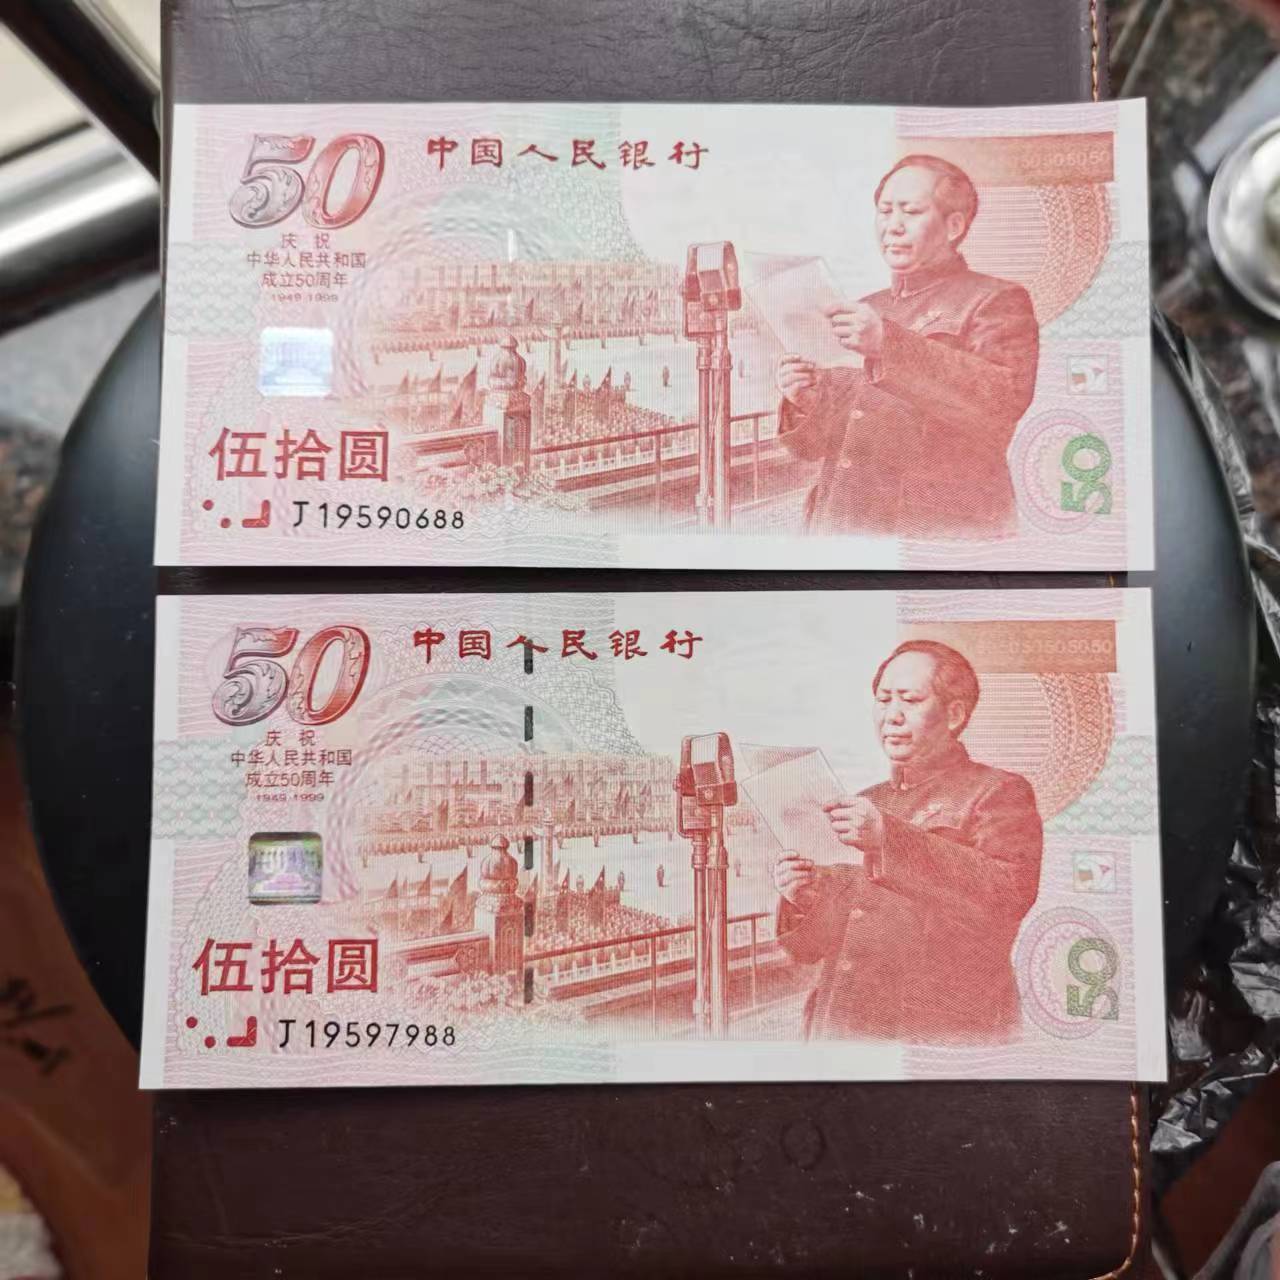 50
中国人民银行
50505050
庆祝
中华人民共和国
成立50周年
1949-1999
伍拾圆
50
J19590688
50
中国人民银行
庆祝
中华人民共和国
成立50周年
1949-1999
伍拾圆
50
J19597988